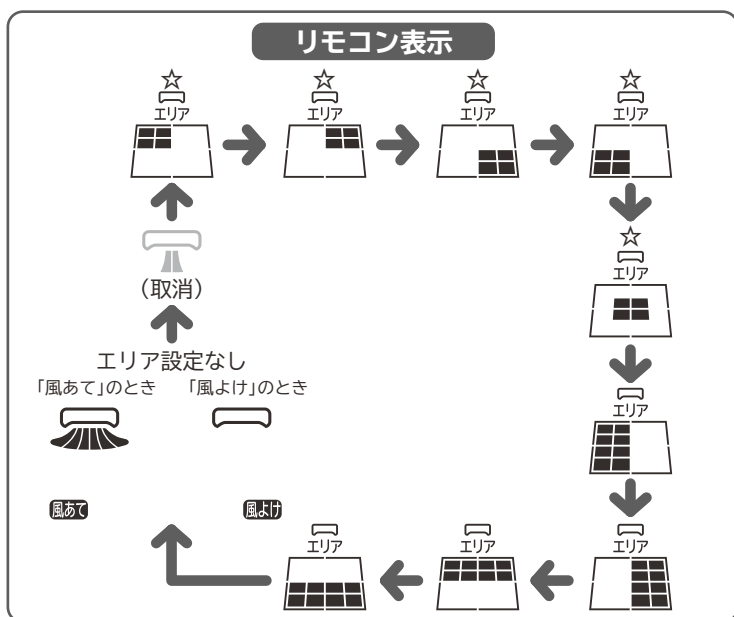 リモコン表示
☆ ☆ ☆ ☆
エリア エリア エリア エリア
☆
(取消)
エリア
エリア設定なし
「風あて」のとき 「風よけ」のとき
エリア
風あて 風よけ
エリア エリア エリア